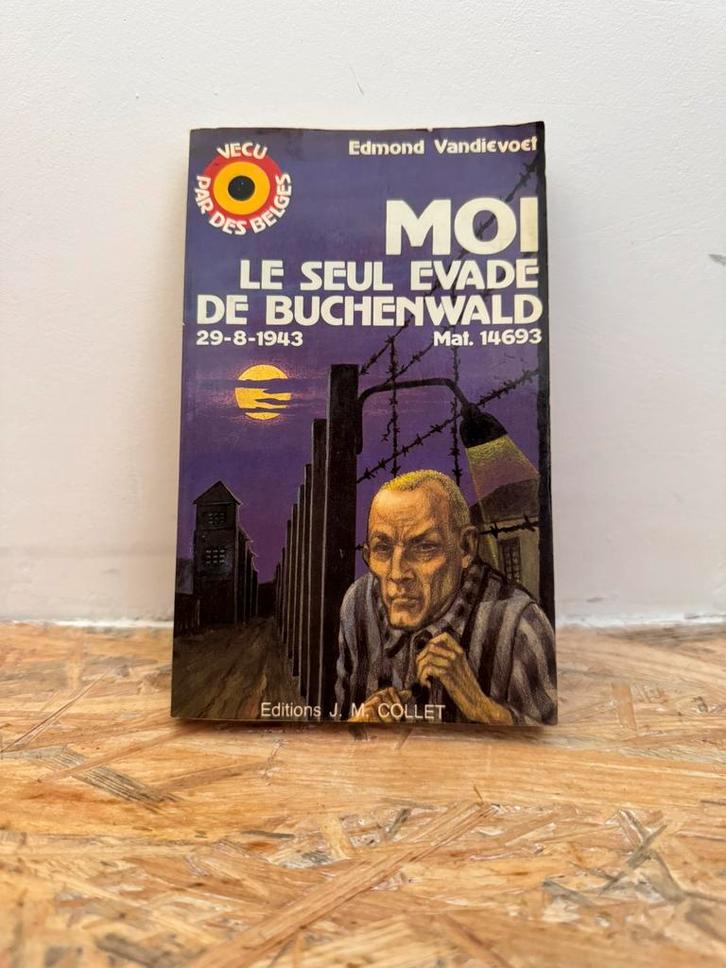 VECU
PAR DES BELGES
Edmond Vandievoet
MOI
LE SEUL EVADE
DE BUCHENWALD
29-8-1943 Mat. 14693
Editions J. M. COLLET